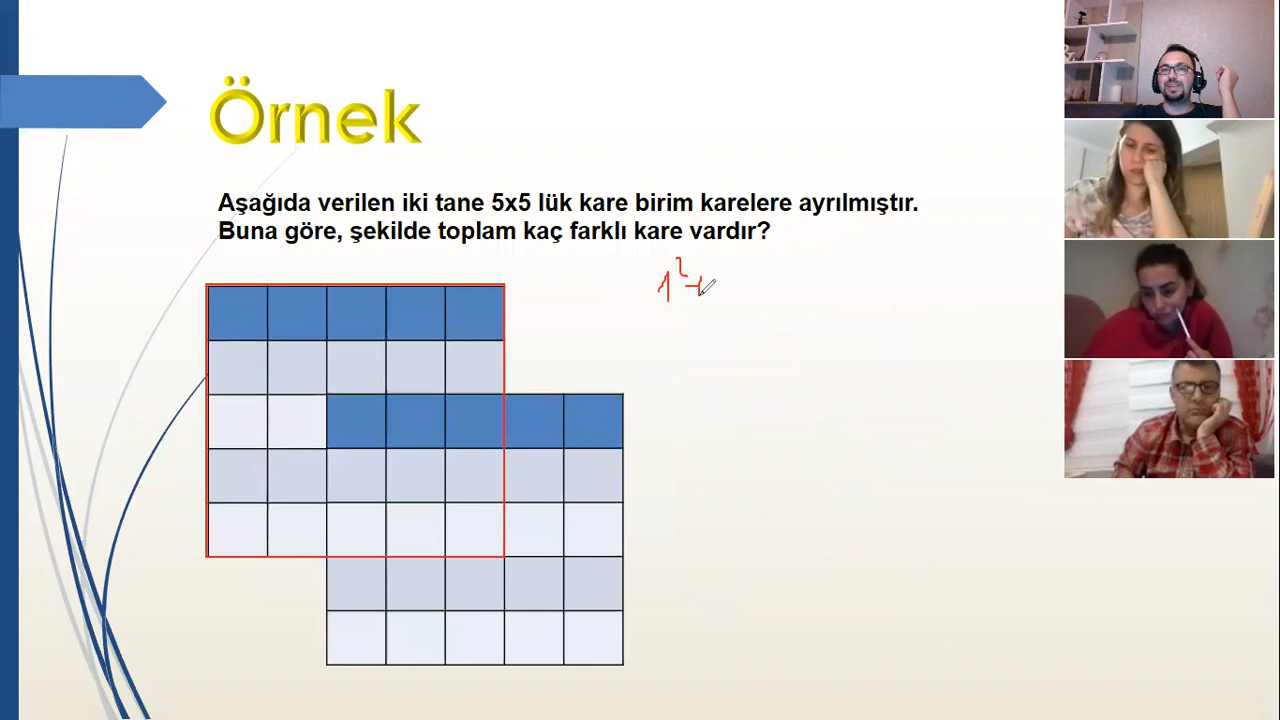 Örnek
Aşağıda verilen iki tane 5x5 lük kare birim karelere ayrılmıştır.
Buna göre, şekilde toplam kaç farklı kare vardır?
1²+